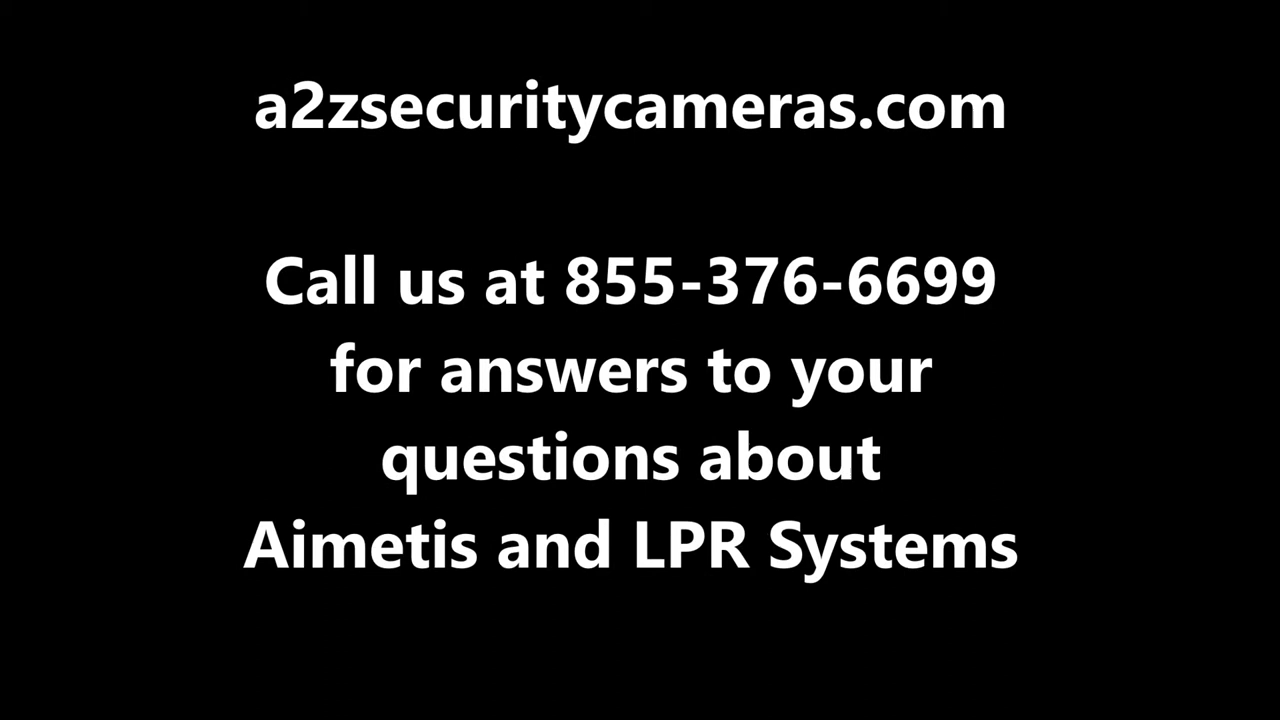 a2zsecuritycameras.com
Call us at 855-376-6699
for answers to your
questions about
Aimetis and LPR Systems